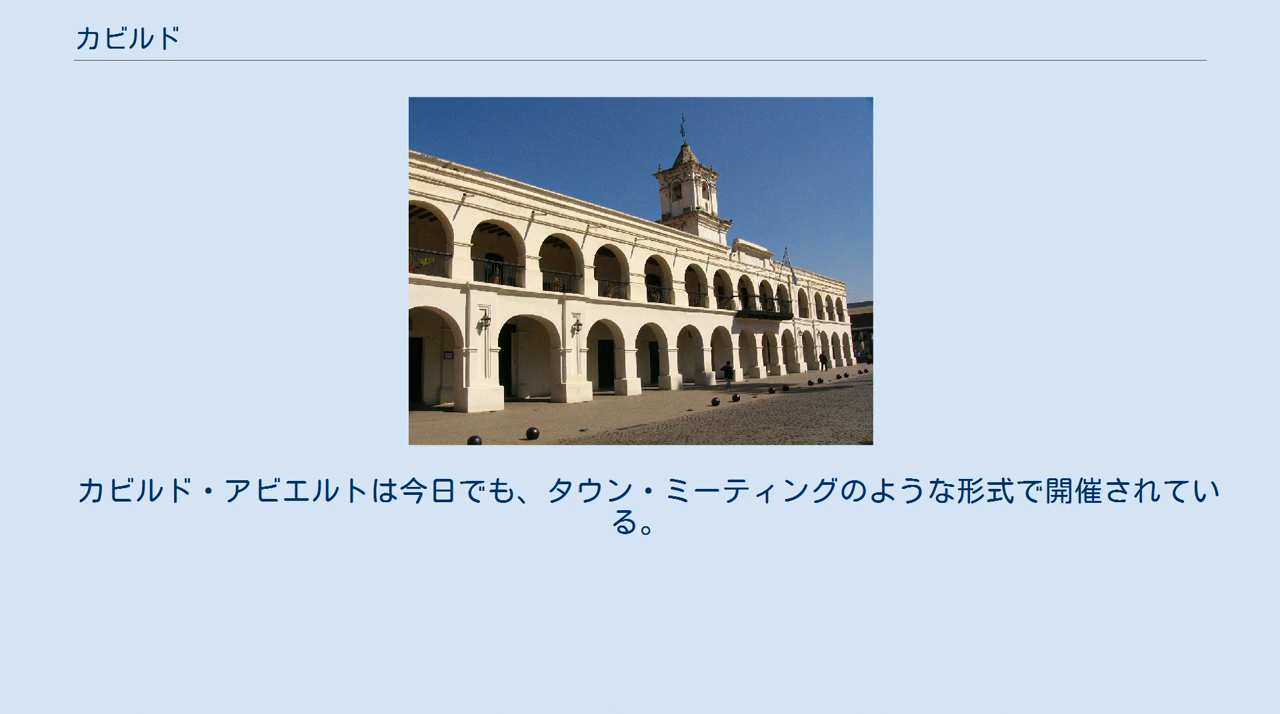 カビルド
カビルド・アビエルトは今日でも、タウン・ミーティングのような形式で開催されてい
る。